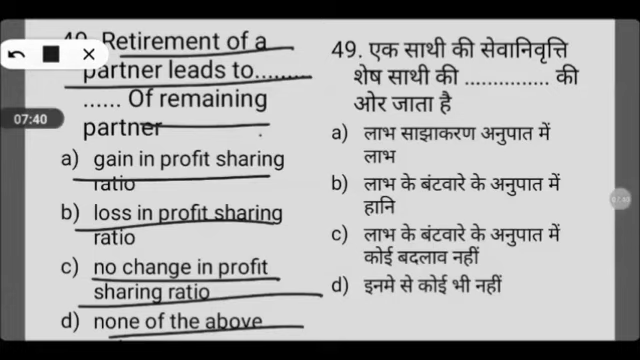 49. Retirement of a
partner leads to.........
...... Of remaining
partner
a) gain in profit sharing
ratio
b) loss in profit sharing
ratio
c) no change in profit
sharing ratio
d) none of the above
49. एक साथी की सेवानिवृत्ति
शेष साथी की ............... की
ओर जाता है
a) लाभ साझाकरण अनुपात में
लाभ
b) लाभ के बंटवारे के अनुपात में
हानि
c) लाभ के बंटवारे के अनुपात में
कोई बदलाव नहीं
d) इनमे से कोई भी नहीं
07:40